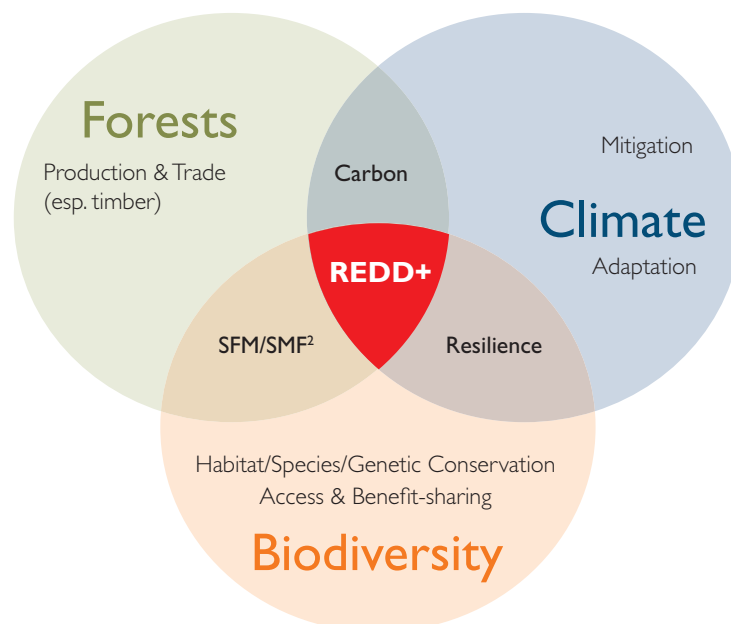 Forests
Production & Trade
(esp. timber)
Carbon
Mitigation
Climate
Adaptation
REDD+
SFM/SMF²
Resilience
Habitat/Species/Genetic Conservation
Access & Benefit-sharing
Biodiversity